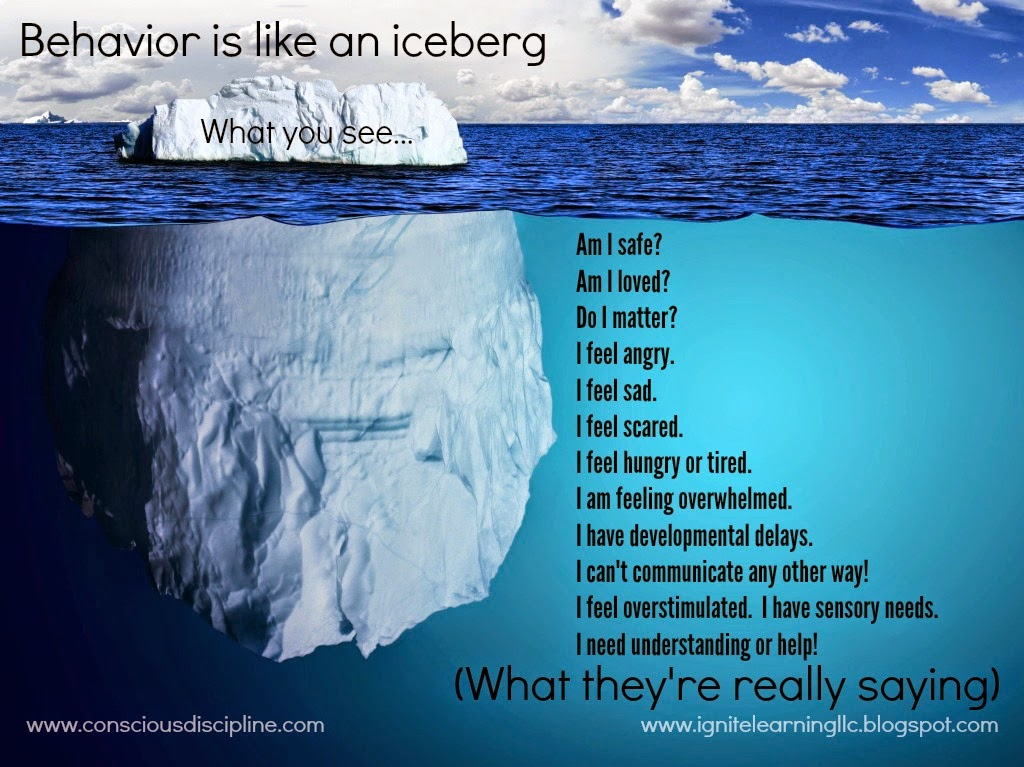 Behavior is like an iceberg
What you see...
Am I safe?
Am I loved?
Do I matter?
I feel angry.
I feel sad.
I feel scared.
I feel hungry or tired.
I am feeling overwhelmed.
I have developmental delays.
I can't communicate any other way!
I feel overstimulated.  I have sensory needs.
I need understanding or help!
(What they're really saying)
www.consciousdiscipline.com
www.ignitelearningllc.blogspot.com